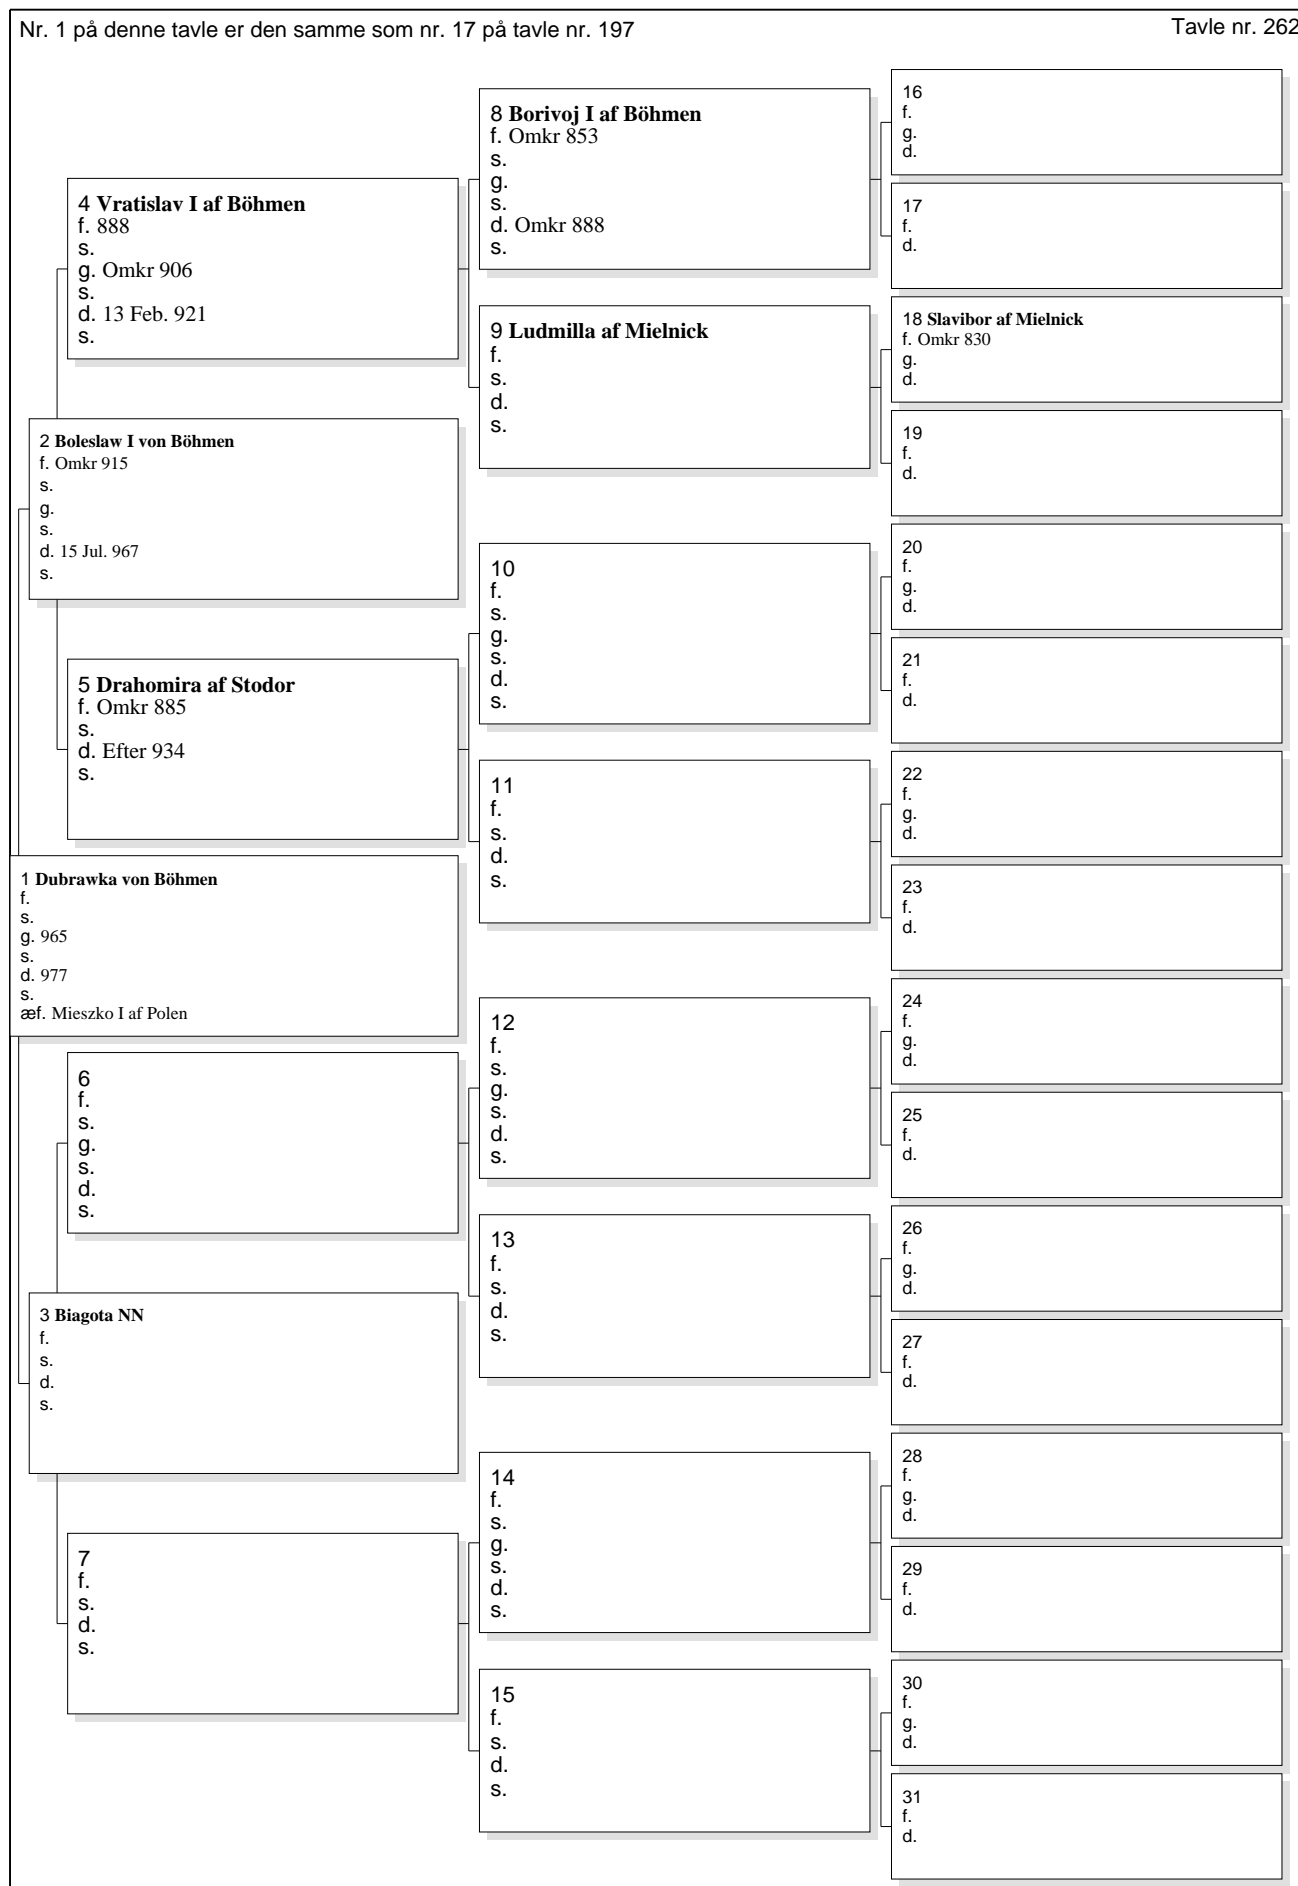 Nr. 1 på denne tavle er den samme som nr. 17 på tavle nr. 197
Tavle nr. 262
8 Borivoj I af Böhmen
f. Omkr 853
s.
g.
s.
d. Omkr 888
s.
4 Vratislav I af Böhmen
f. 888
s.
g. Omkr 906
s.
d. 13 Feb. 921
s.
9 Ludmilla af Mielnick
f.
s.
d.
s.
2 Boleslaw I von Böhmen
f. Omkr 915
s.
g.
s.
d. 15 Jul. 967
s.
10
f.
s.
g.
s.
d.
s.
5 Drahomira af Stodor
f. Omkr 885
s.
d. Efter 934
s.
11
f.
s.
d.
s.
1 Dubrawka von Böhmen
f.
s.
g. 965
s.
d. 977
s.
æf. Mieszko I af Polen
12
f.
s.
g.
s.
d.
s.
6
f.
s.
g.
s.
d.
s.
13
f.
s.
d.
s.
3 Biagota NN
f.
s.
d.
s.
14
f.
s.
g.
s.
d.
s.
7
f.
s.
d.
s.
15
f.
s.
d.
s.
16
f.
g.
d.
17
f.
d.
18 Slavibor af Mielnick
f. Omkr 830
g.
d.
19
f.
d.
20
f.
g.
d.
21
f.
d.
22
f.
g.
d.
23
f.
d.
24
f.
g.
d.
25
f.
d.
26
f.
g.
d.
27
f.
d.
28
f.
g.
d.
29
f.
d.
30
f.
g.
d.
31
f.
d.